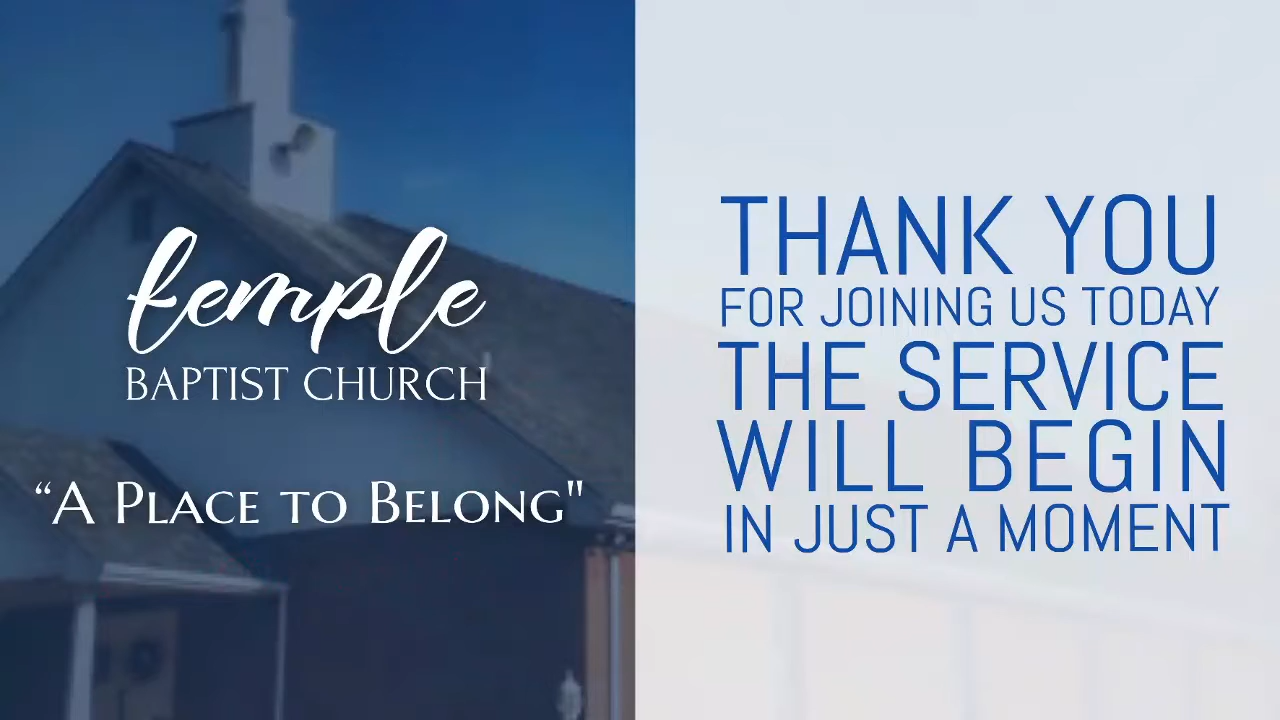 temple
BAPTIST CHURCH
“A PLACE TO BELONG"
THANK YOU
FOR JOINING US TODAY
THE SERVICE
WILL BEGIN
IN JUST A MOMENT